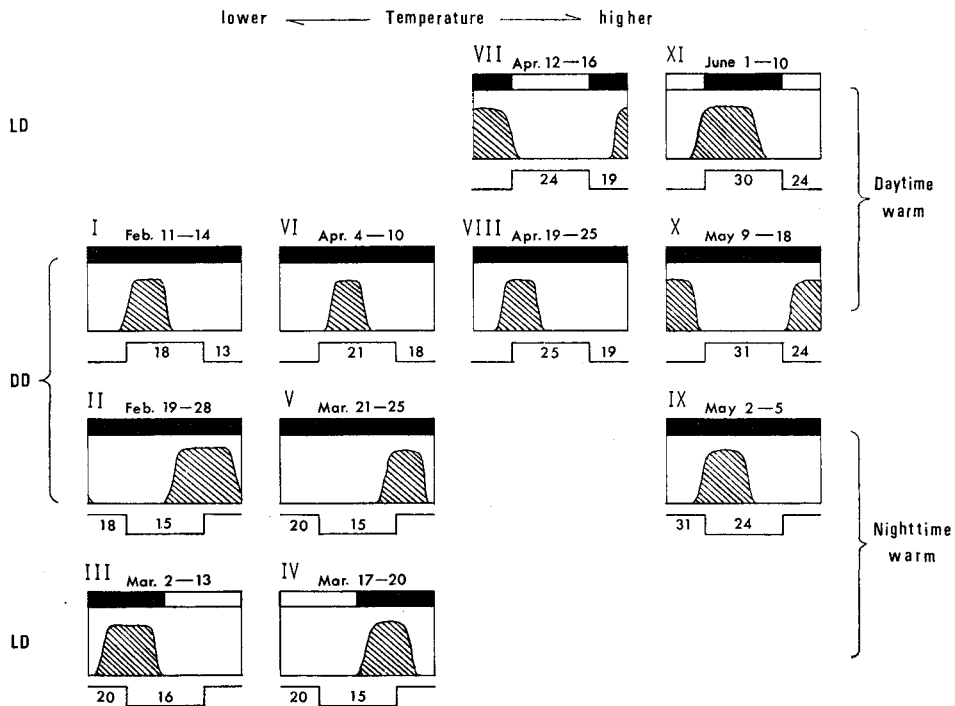 lower ← Temperature → higher
VII Apr. 12—16
XI June 1—10
LD
24 19
30 24
Daytime
warm
I Feb. 11—14
VI Apr. 4—10
VIII Apr. 19—25
X May 9—18
18 13
21 18
25 19
31 24
DD
II Feb. 19—28
V Mar. 21—25
IX May 2—5
18 15
20 15
31 24
Nighttime
warm
III Mar. 2—13
IV Mar. 17—20
LD
20 16
20 15